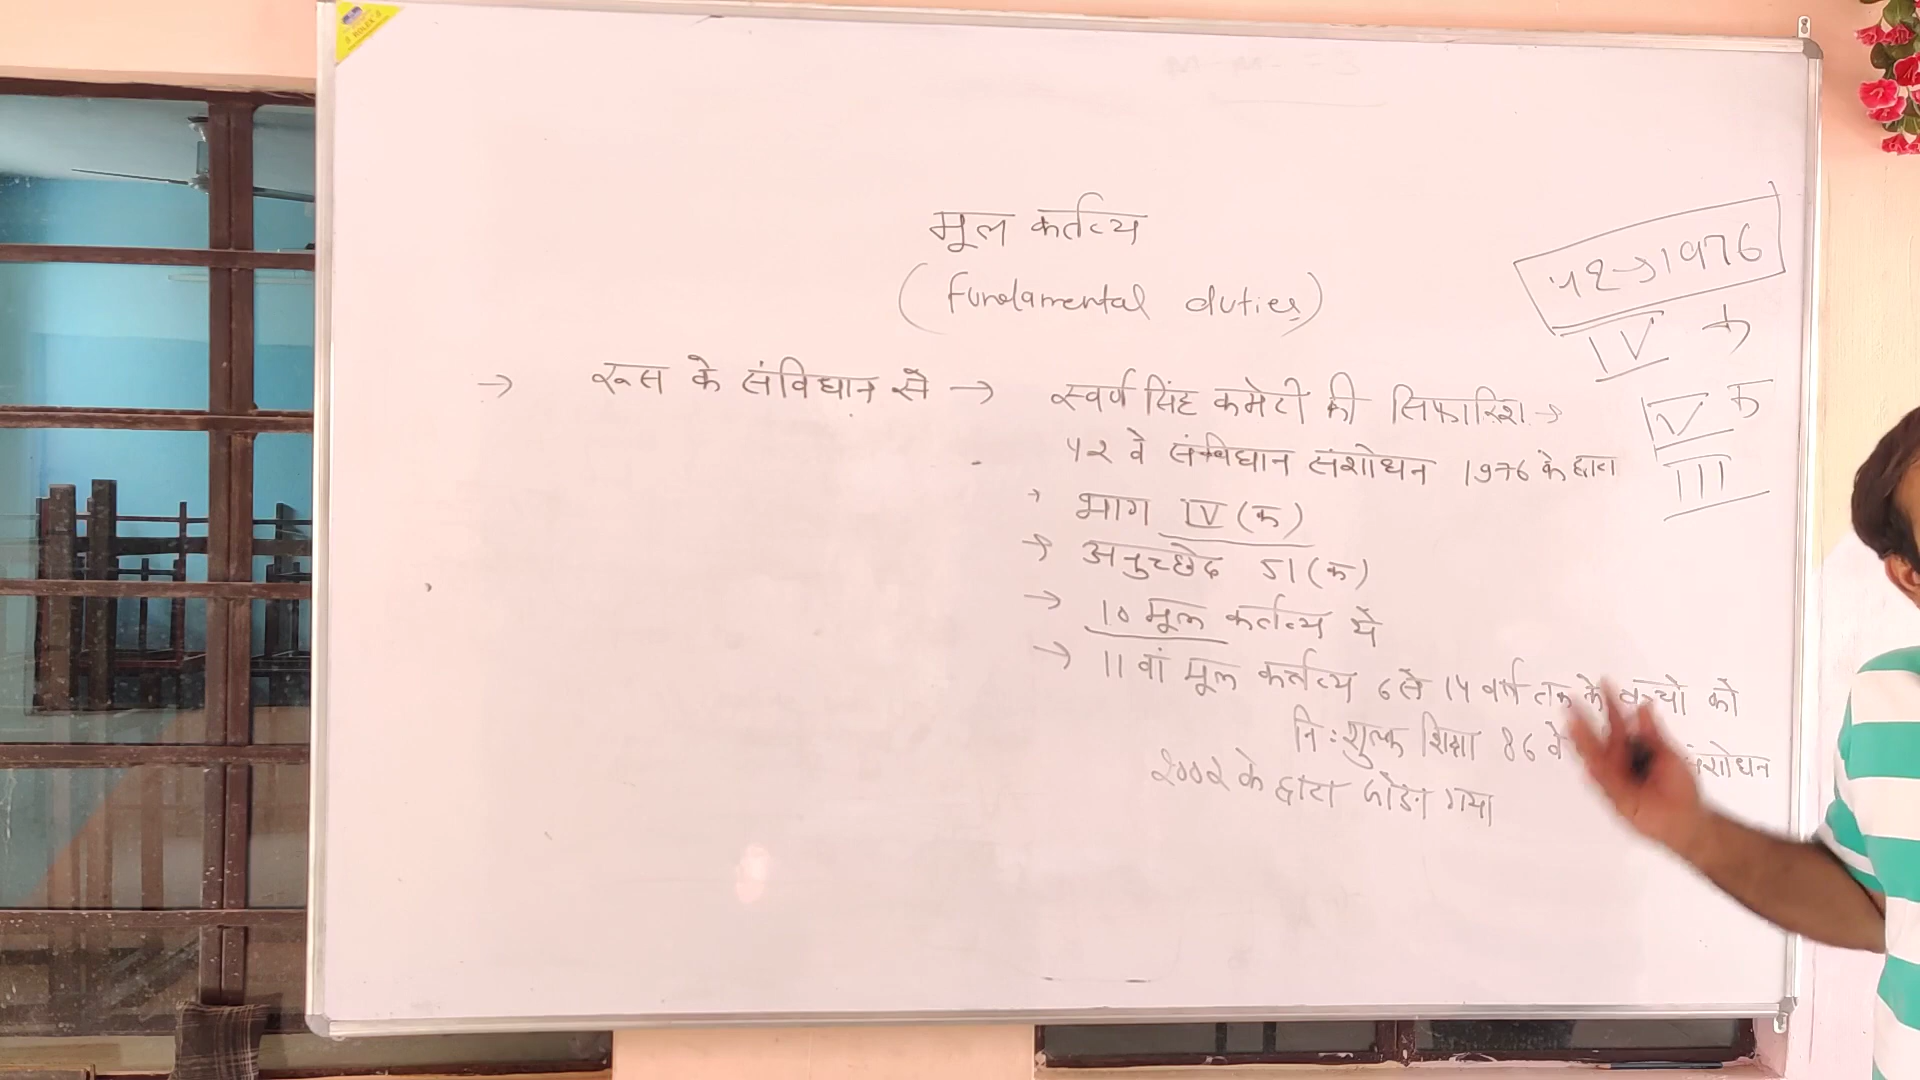 मूल कर्तव्य
(fundamental duties)
→ रूस के संविधान से → स्वर्ण सिंह कमेटी की सिफारिश →
42 वे संविधान संशोधन 1976 के द्वारा
→ भाग IV (क)
→ अनुच्छेद 51 (क)
→ 10 मूल कर्तव्य थे
→ 11 वां मूल कर्तव्य 6 से 14 वर्ष तक के बच्चो को
नि:शुल्क शिक्षा 86 वे संशोधन
2002 के द्वारा जोडा गया
42→1976
IV क
V क
III